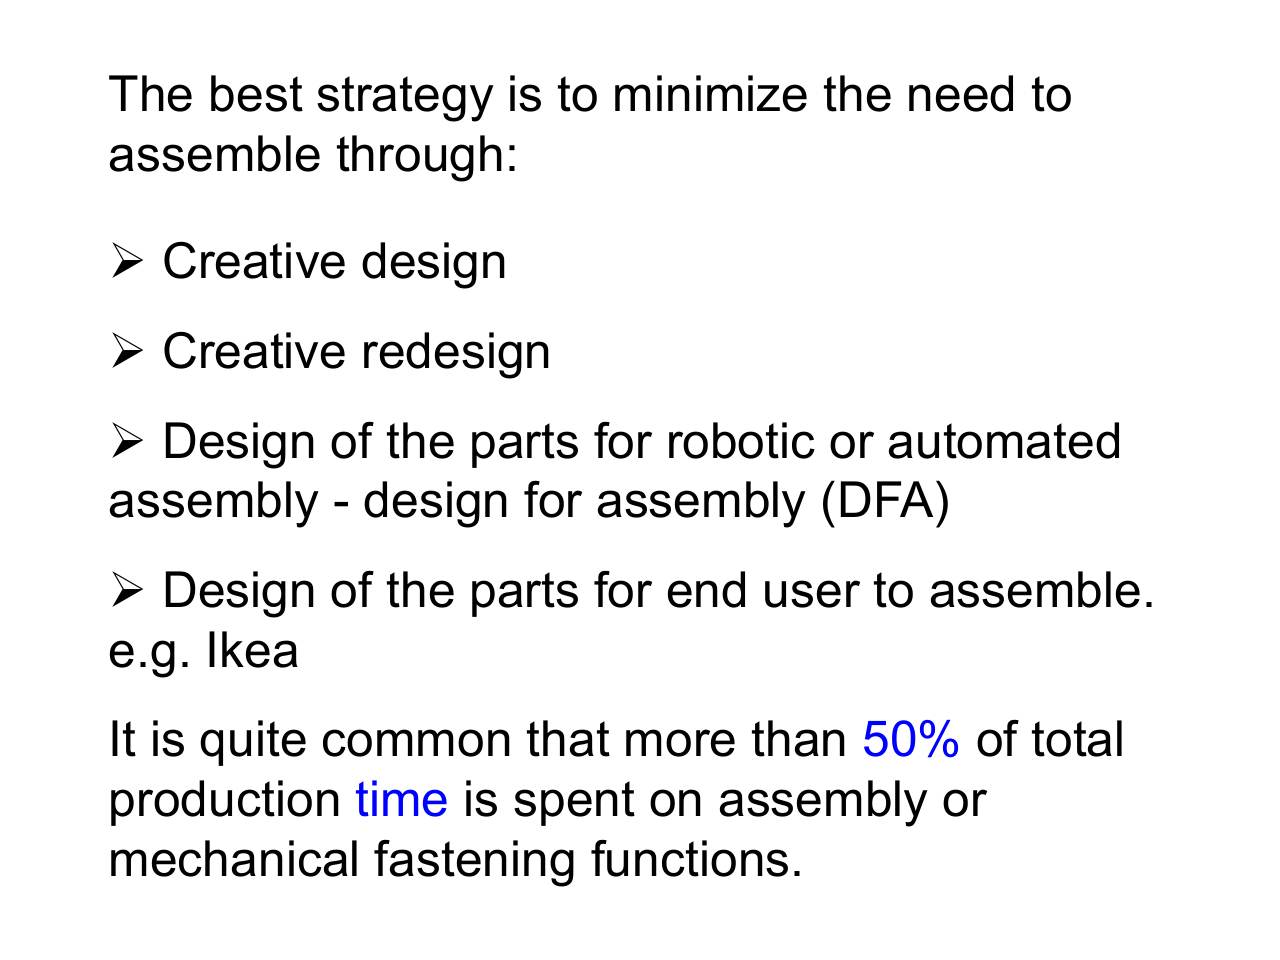 The best strategy is to minimize the need to
assemble through:
➢ Creative design
➢ Creative redesign
➢ Design of the parts for robotic or automated
assembly - design for assembly (DFA)
➢ Design of the parts for end user to assemble.
e.g. Ikea
It is quite common that more than 50% of total
production time is spent on assembly or
mechanical fastening functions.